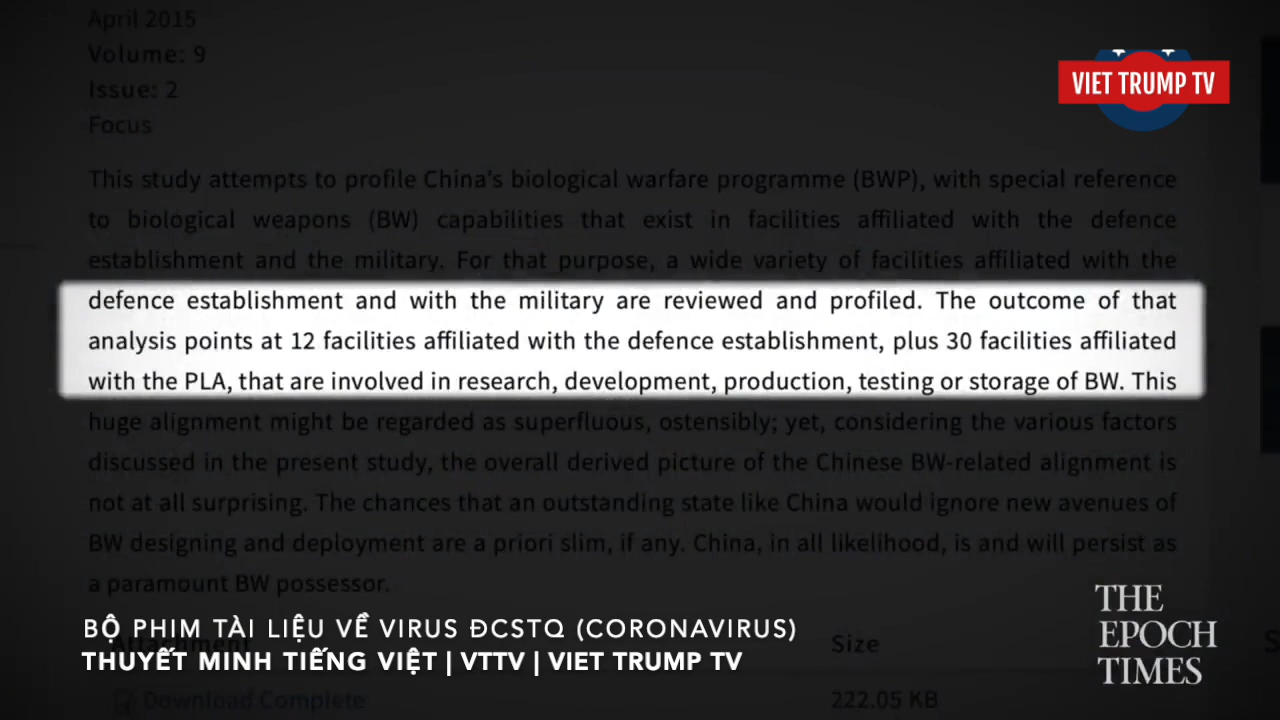 April 2015
Volume: 9
Issue: 2
Focus
VIET TRUMP TV
This study attempts to profile China's biological warfare programme (BWP), with special reference
to biological weapons (BW) capabilities that exist in facilities affiliated with the defence
establishment and the military. For that purpose, a wide variety of facilities affiliated with the
defence establishment and with the military are reviewed and profiled. The outcome of that
analysis points at 12 facilities affiliated with the defence establishment, plus 30 facilities affiliated
with the PLA, that are involved in research, development, production, testing or storage of BW. This
huge alignment might be regarded as superfluous, ostensibly; yet, considering the various factors
discussed in the present study, the overall derived picture of the Chinese BW-related alignment is
not at all surprising. The chances that an outstanding state like China would ignore new avenues of
BW designing and deployment are a priori slim, if any. China, in all likelihood, is and will persist as
a paramount BW possessor.
BỘ PHIM TÀI LIỆU VỀ VIRUS ĐCSTQ (CORONAVIRUS)
Attachment Size
THUYẾT MINH TIẾNG VIỆT | VTTV | VIET TRUMP TV
Download Complete 222.05 KB
THE
EPOCH
TIMES